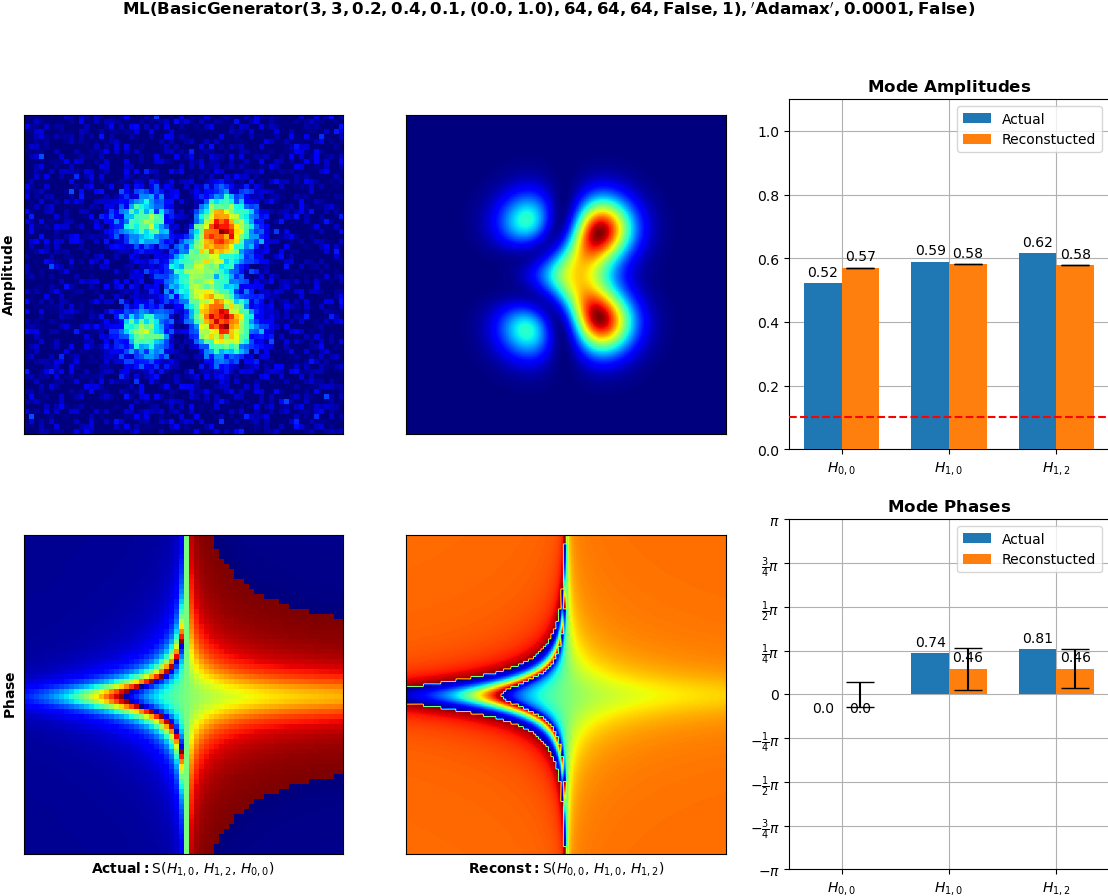 ML(BasicGenerator(3, 3, 0.2, 0.4, 0.1, (0.0, 1.0), 64, 64, 64, False, 1), ′Adamax′, 0.0001, False)
Amplitude
Mode Amplitudes
Actual
Reconstucted
1.0
0.8
0.6
0.4
0.2
0.0
0.52
0.57
0.59
0.58
0.62
0.58
H0,0
H1,0
H1,2
Phase
Actual: S(H1,0, H1,2, H0,0)
Reconst: S(H0,0, H1,0, H1,2)
Mode Phases
Actual
Reconstucted
π
3/4π
1/2π
1/4π
0
−1/4π
−1/2π
−3/4π
−π
0.0
0.0
0.74
0.46
0.81
0.46
H0,0
H1,0
H1,2